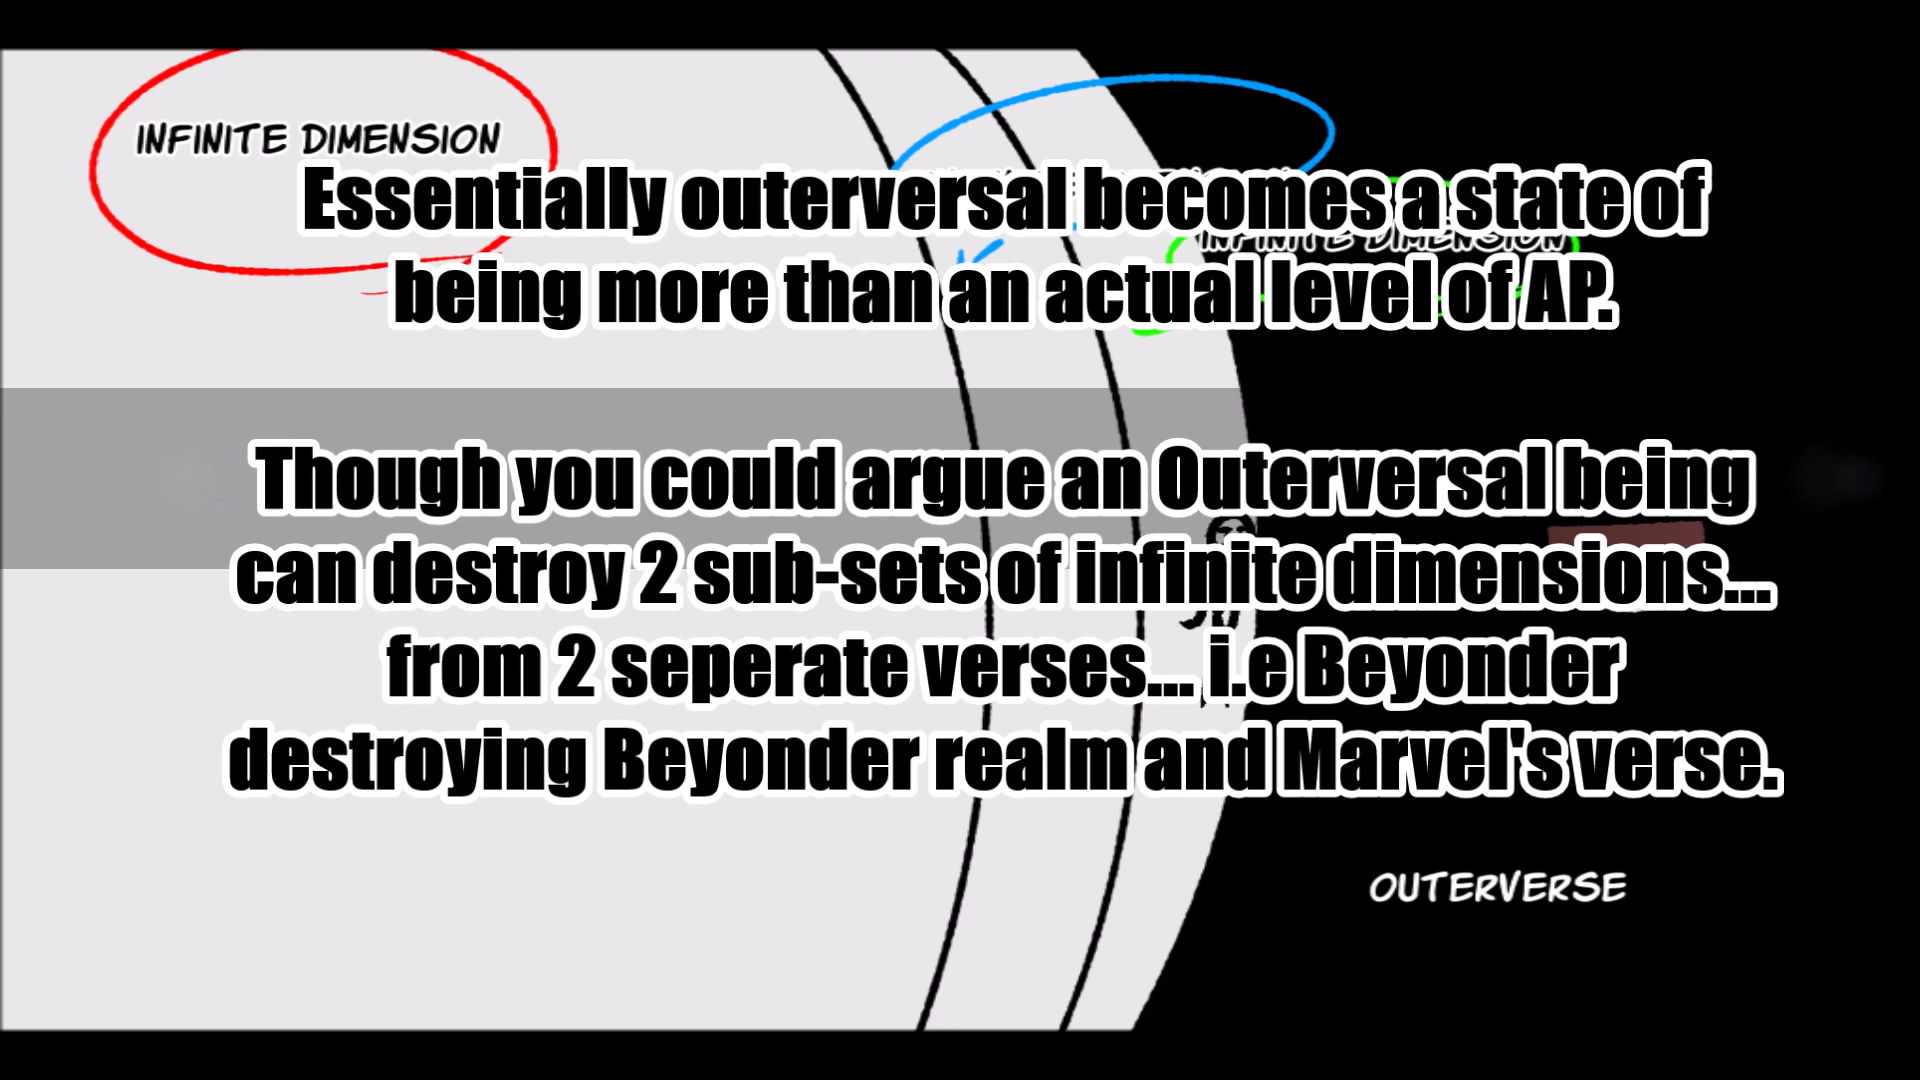 INFINITE DIMENSION
Essentially outerversal becomes a state of
INFINITE DIMENSION
being more than an actual level of AP.
Though you could argue an Outerversal being
can destroy 2 sub-sets of infinite dimensions...
from 2 seperate verses... i.e Beyonder
destroying Beyonder realm and Marvel's verse.
OUTERVERSE